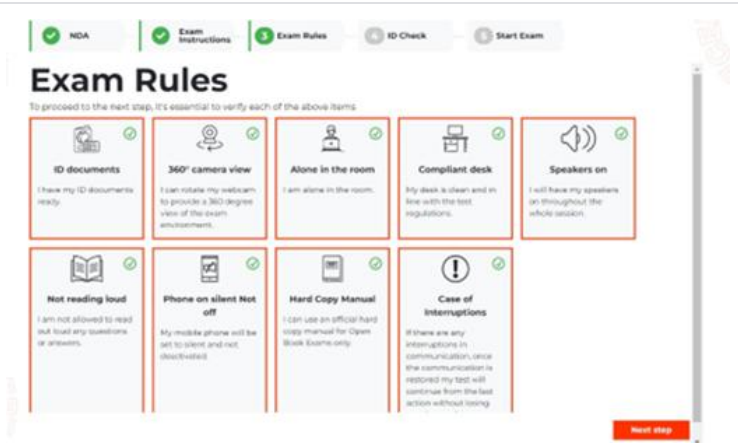 NDA
Exam
Instructions
3 Exam Rules
4 ID Check
5 Start Exam
Exam Rules
To proceed to the next step, it's essential to verify each of the above items
ID documents
I have my ID documents
ready.
360° camera view
I can rotate my webcam
to provide a 360 degree
view of the exam
environment.
Alone in the room
I am alone in the room.
Compliant desk
My desk is clean and in
line with the test
regulations.
Speakers on
I will have my speakers
on throughout the
whole session.
Not reading loud
I am not allowed to read
out loud any questions
or answers.
Phone on silent Not
off
My mobile phone will be
set to silent and not
deactivated.
Hard Copy Manual
I can use an official hard
copy manual for Open
Book Exams only.
Case of
Interruptions
If there are any
interruptions in
communication, once
the communication is
restored my test will
continue from the last
action without losing
Next step